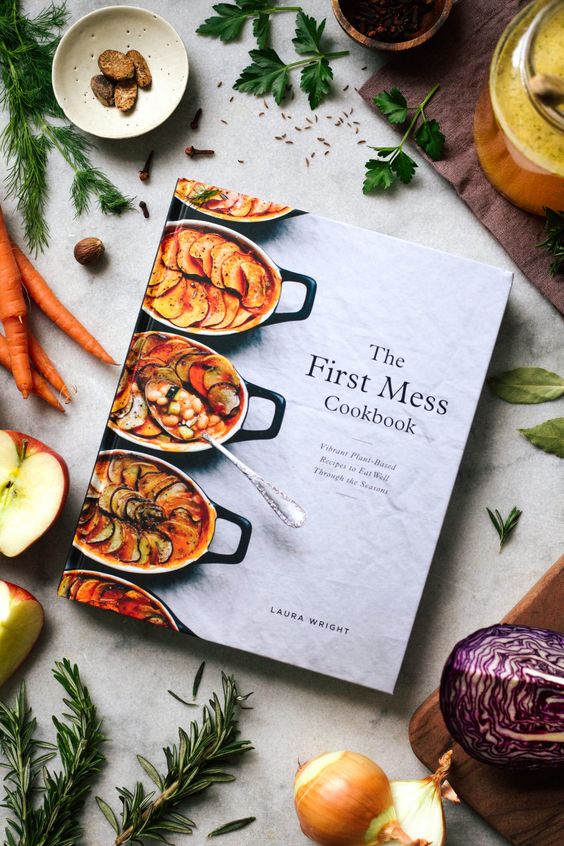 The
First Mess
Cookbook
Vibrant Plant-Based
Recipes to Eat Well
Through the Seasons
LAURA WRIGHT